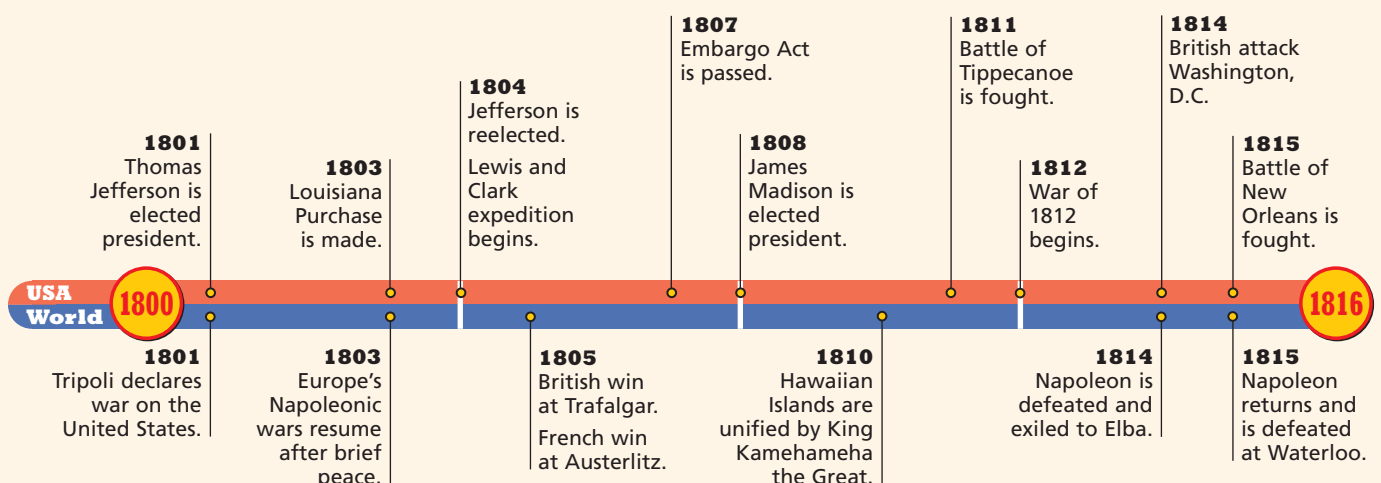 1801
Thomas
Jefferson is
elected
president.
1803
Louisiana
Purchase
is made.
1804
Jefferson is
reelected.
Lewis and
Clark
expedition
begins.
1807
Embargo Act
is passed.
1808
James
Madison is
elected
president.
1811
Battle of
Tippecanoe
is fought.
1812
War of
1812
begins.
1814
British attack
Washington,
D.C.
1815
Battle of
New
Orleans is
fought.
USA
World
1800
1816
1801
Tripoli declares
war on the
United States.
1803
Europe's
Napoleonic
wars resume
after brief
peace.
1805
British win
at Trafalgar.
French win
at Austerlitz.
1810
Hawaiian
Islands are
unified by King
Kamehameha
the Great.
1814
Napoleon is
defeated and
exiled to Elba.
1815
Napoleon
returns and
is defeated
at Waterloo.